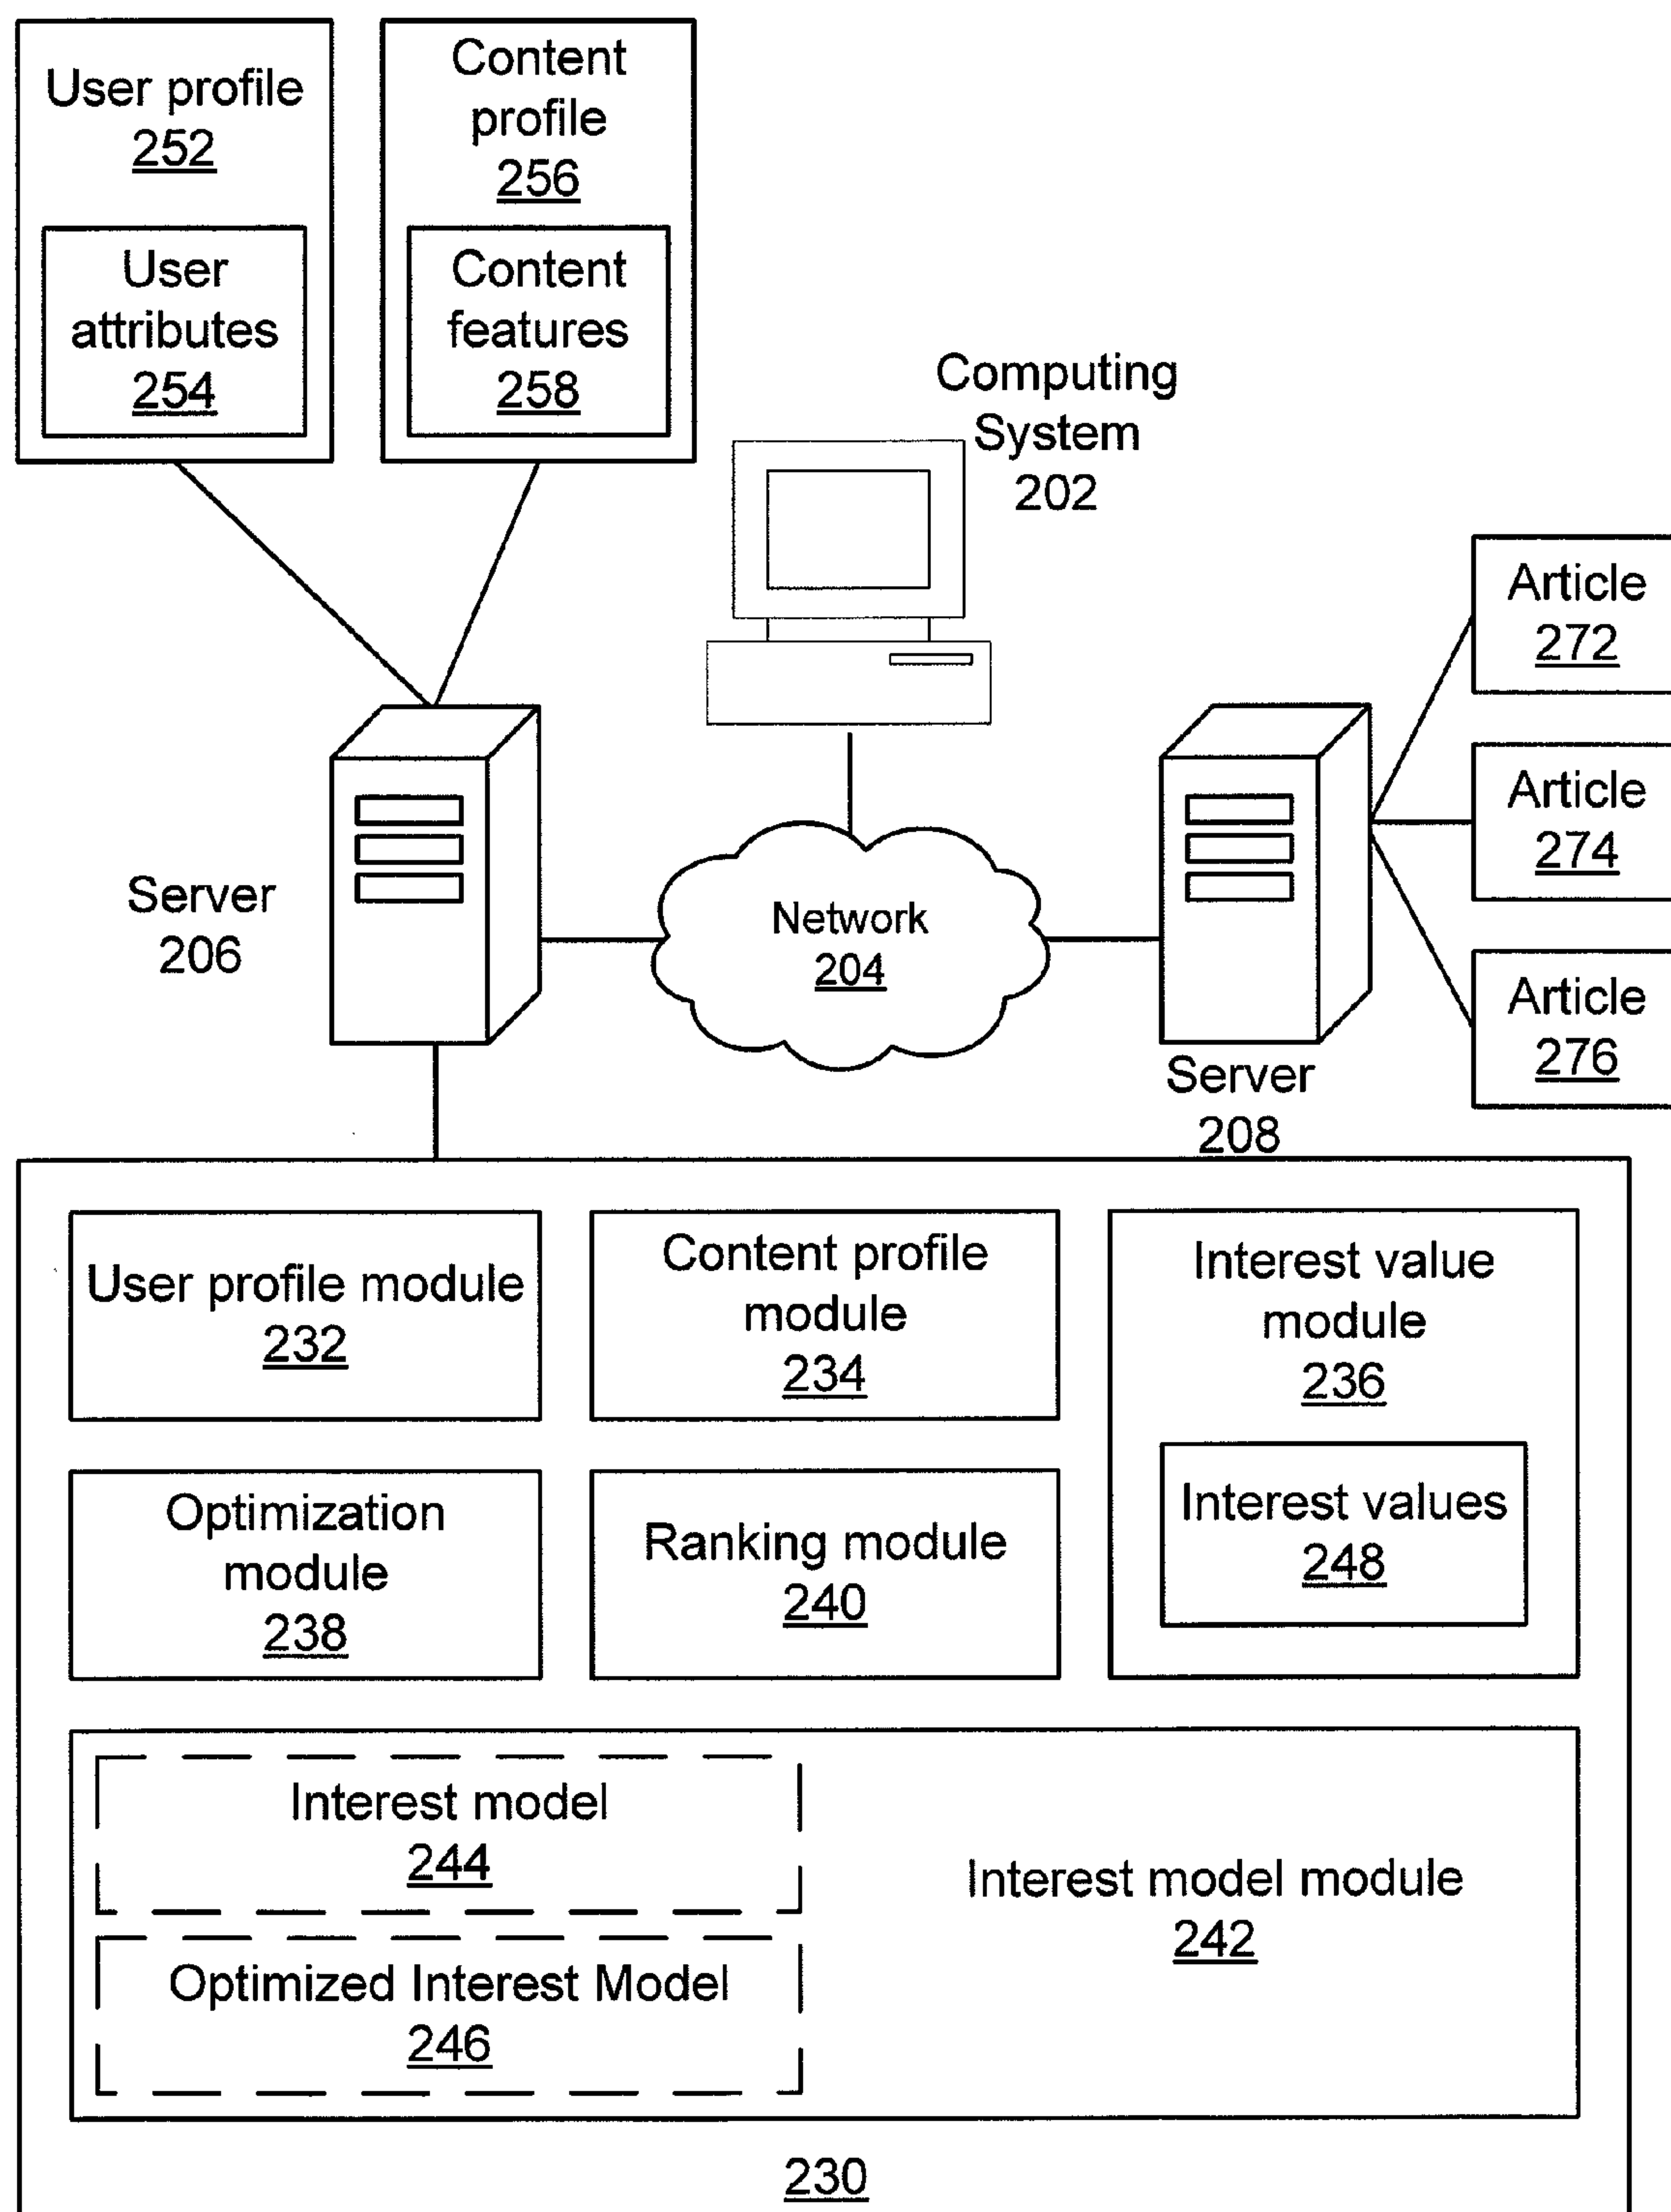 User profile
252
User
attributes
254
Content
profile
256
Content
features
258
Computing
System
202
Article
272
Article
274
Article
276
Server
206
Network
204
Server
208
User profile module
232
Content profile
module
234
Interest value
module
236
Interest values
248
Optimization
module
238
Ranking module
240
Interest model
244
Optimized Interest Model
246
Interest model module
242
230